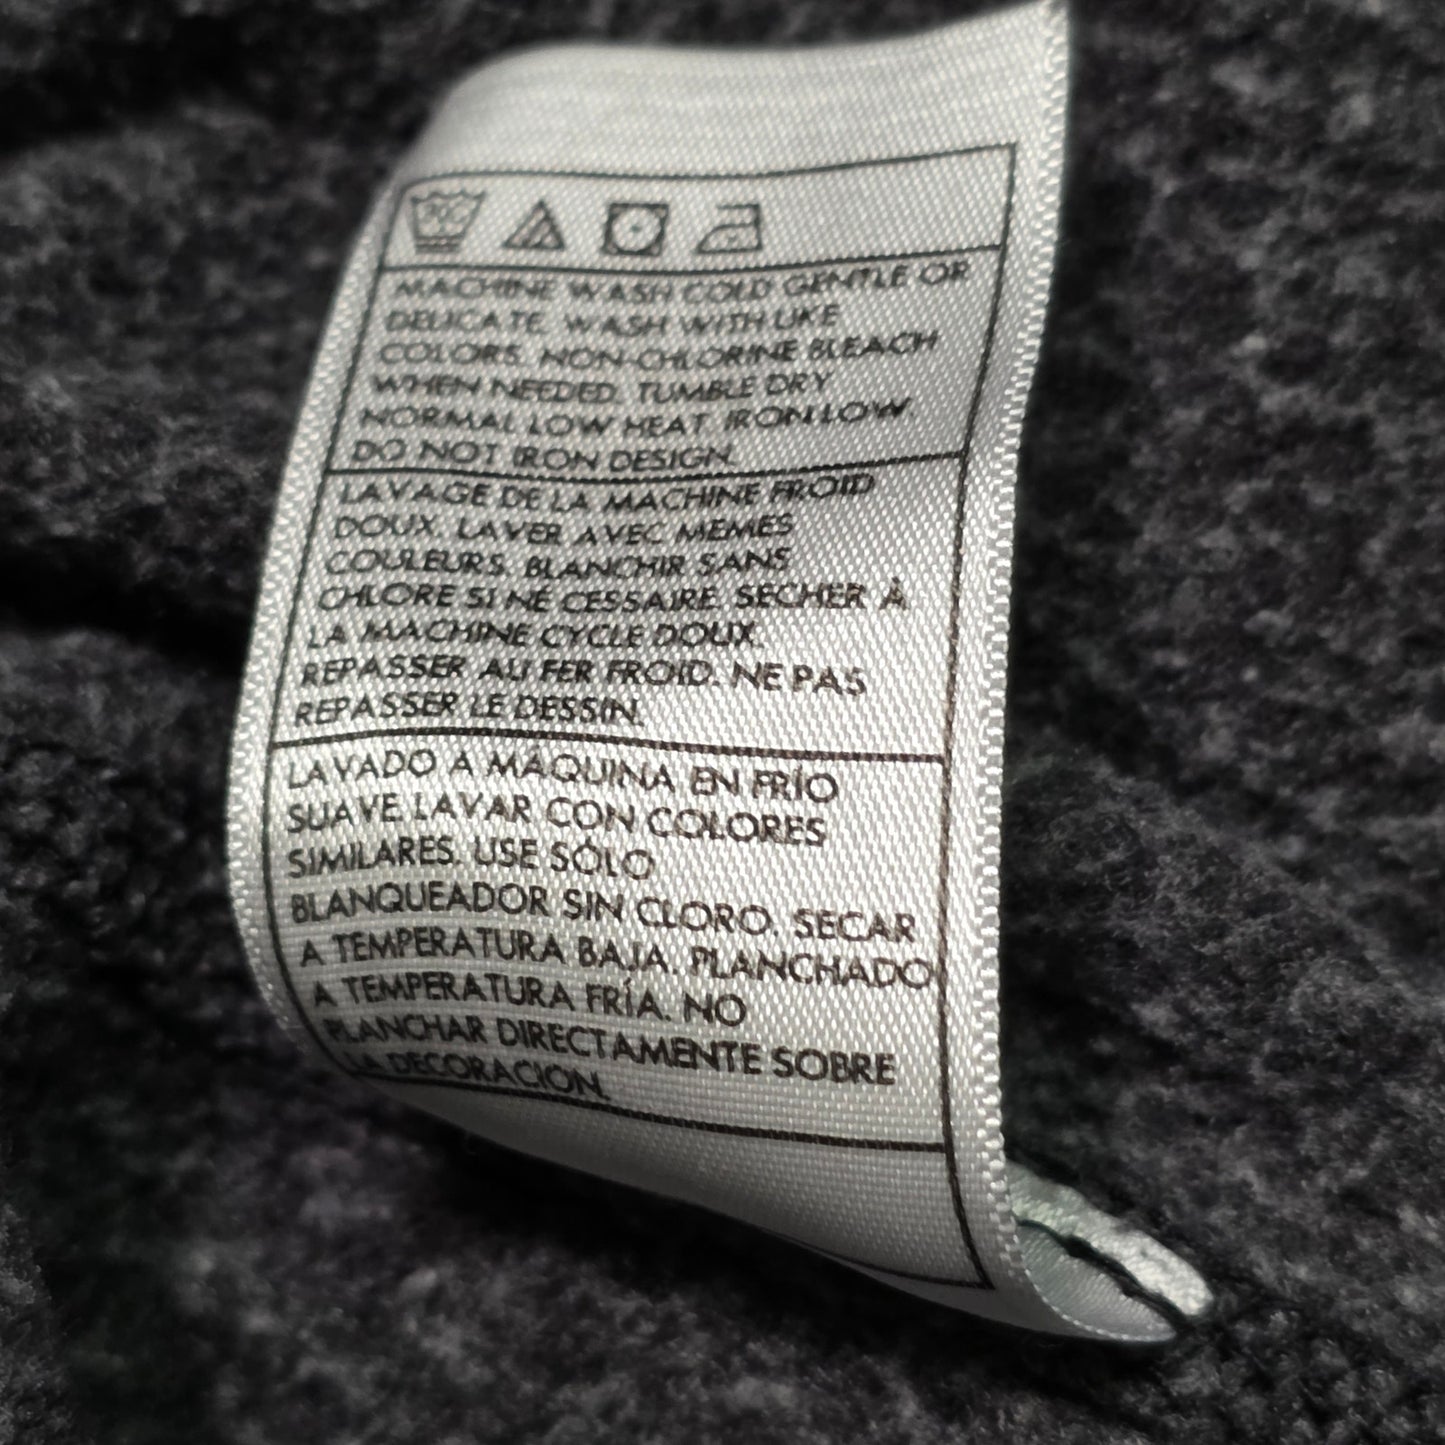 MACHINE WASH COLD GENTLE OR
DELICATE. WASH WITH LIKE
COLORS. NON-CHLORINE BLEACH
WHEN NEEDED. TUMBLE DRY
NORMAL LOW HEAT. IRON LOW.
DO NOT IRON DESIGN.
LAVAGE DE LA MACHINE FROID
DOUX. LAVER AVEC MEMES
COULEURS. BLANCHIR SANS
CHLORE SI NÉ CESSAIRE. SECHER À
LA MACHINE CYCLE DOUX.
REPASSER AU FER FROID. NE PAS
REPASSER LE DESSIN.
LAVADO A MÁQUINA EN FRÍO
SUAVE. LAVAR CON COLORES
SIMILARES. USE SÓLO
BLANQUEADOR SIN CLORO. SECAR
A TEMPERATURA BAJA. PLANCHADO
A TEMPERATURA FRÍA. NO
PLANCHAR DIRECTAMENTE SOBRE
LA DECORACION.